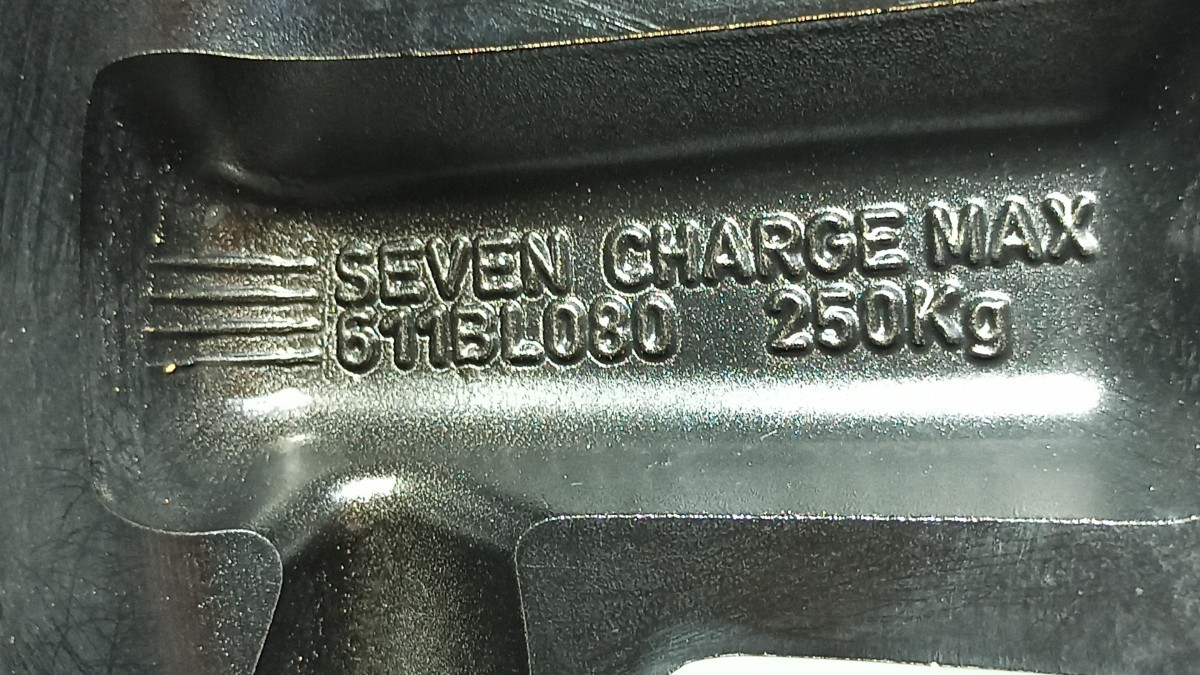 SEVEN CHARGE MAX
611BL080 250Kg